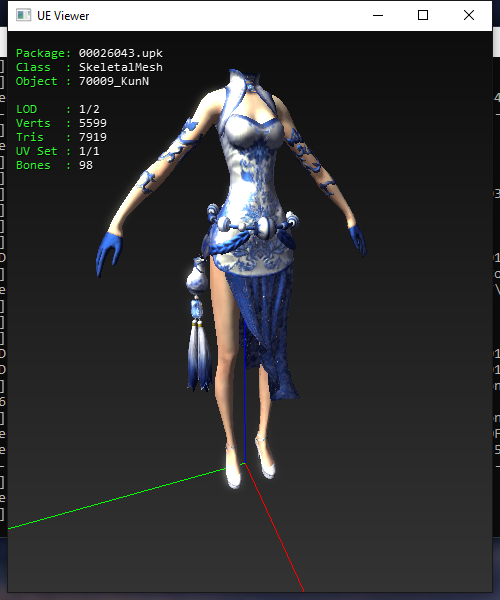 UE Viewer
Package: 00026043.upk
Class : SkeletalMesh
Object : 70009_KunN
LOD : 1/2
Verts : 5599
Tris : 7919
UV Set : 1/1
Bones : 98